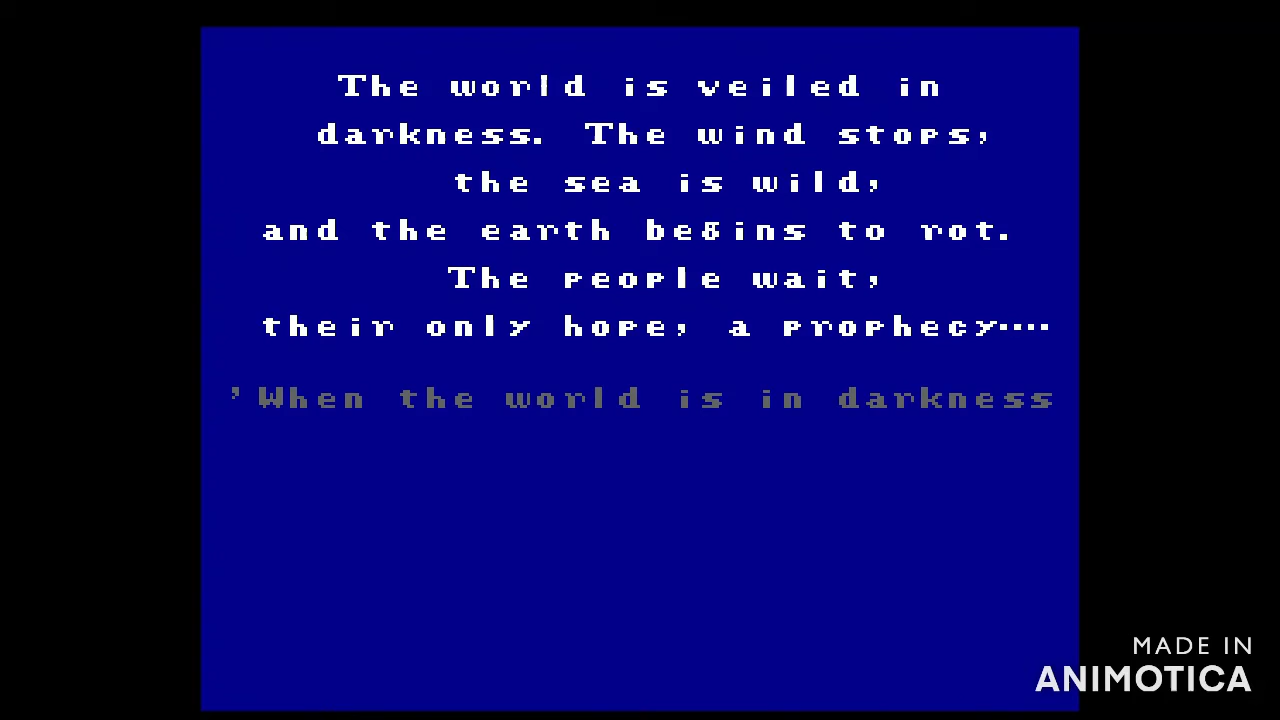 The world is veiled in
darkness. The wind stops,
the sea is wild,
and the earth begins to rot.
The people wait,
their only hope, a prophecy....
'When the world is in darkness
MADE IN
ANIMOTICA